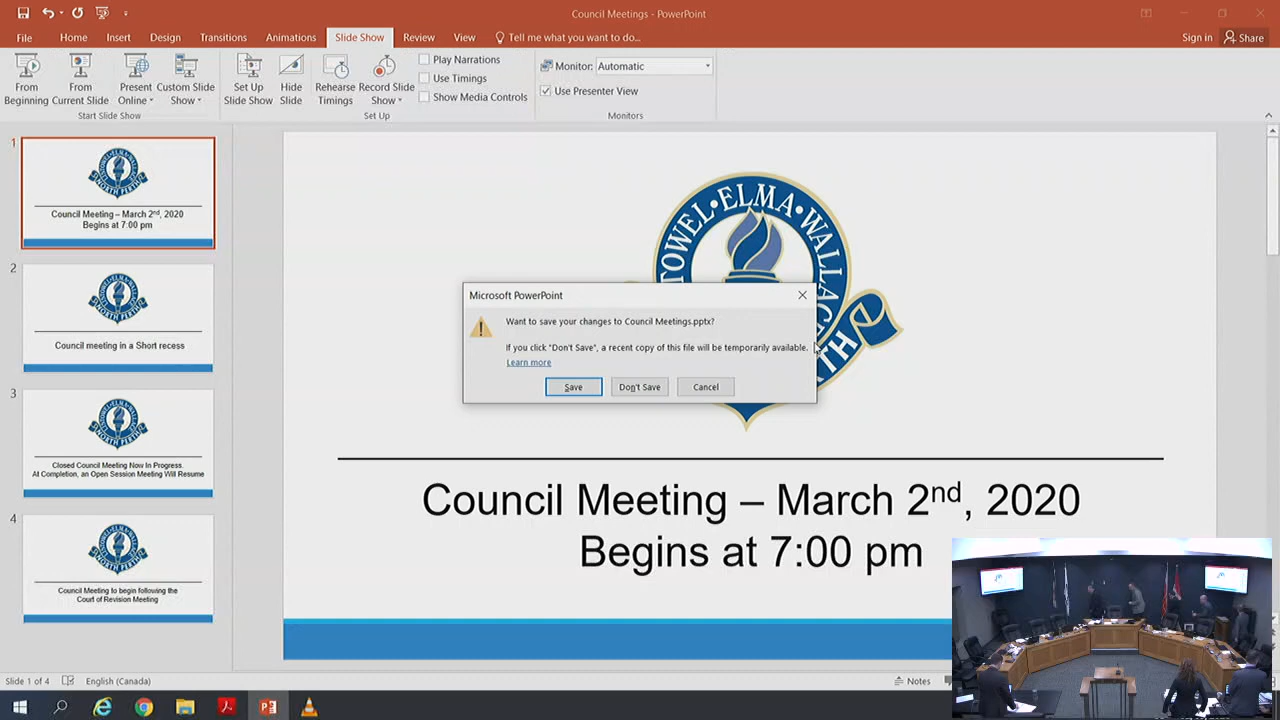 Council Meetings - PowerPoint
File Home Insert Design Transitions Animations Slide Show Review View Tell me what you want to do... Sign in Share
From Beginning
From Current Slide
Present Online
Custom Slide Show
Start Slide Show
Set Up Slide Show
Hide Slide
Rehearse Timings
Record Slide Show
Play Narrations
Use Timings
Show Media Controls
Set Up
Monitor: Automatic
Use Presenter View
Monitors
1
Council Meeting – March 2nd, 2020
Begins at 7:00 pm
2
Council meeting in a Short recess
3
Closed Council Meeting Now In Progress.
At Completion, an Open Session Meeting Will Resume
4
Council Meeting to begin following the
Court of Revision Meeting
TOWEL•ELMA•WALLACE
Microsoft PowerPoint
Want to save your changes to Council Meetings.pptx?
If you click "Don't Save", a recent copy of this file will be temporarily available.
Learn more
Save Don't Save Cancel
Council Meeting – March 2nd, 2020
Begins at 7:00 pm
Slide 1 of 4 English (Canada) Notes